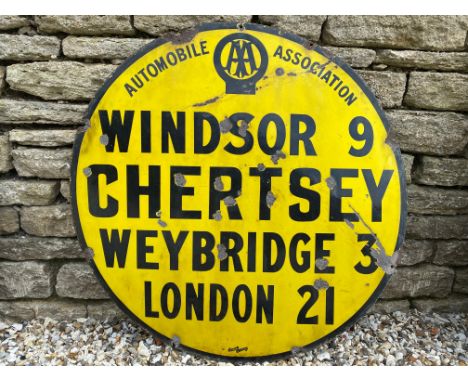 AUTOMOBILE AA ASSOCIATION
WINDSOR 9
CHERTSEY
WEYBRIDGE 3
LONDON 21